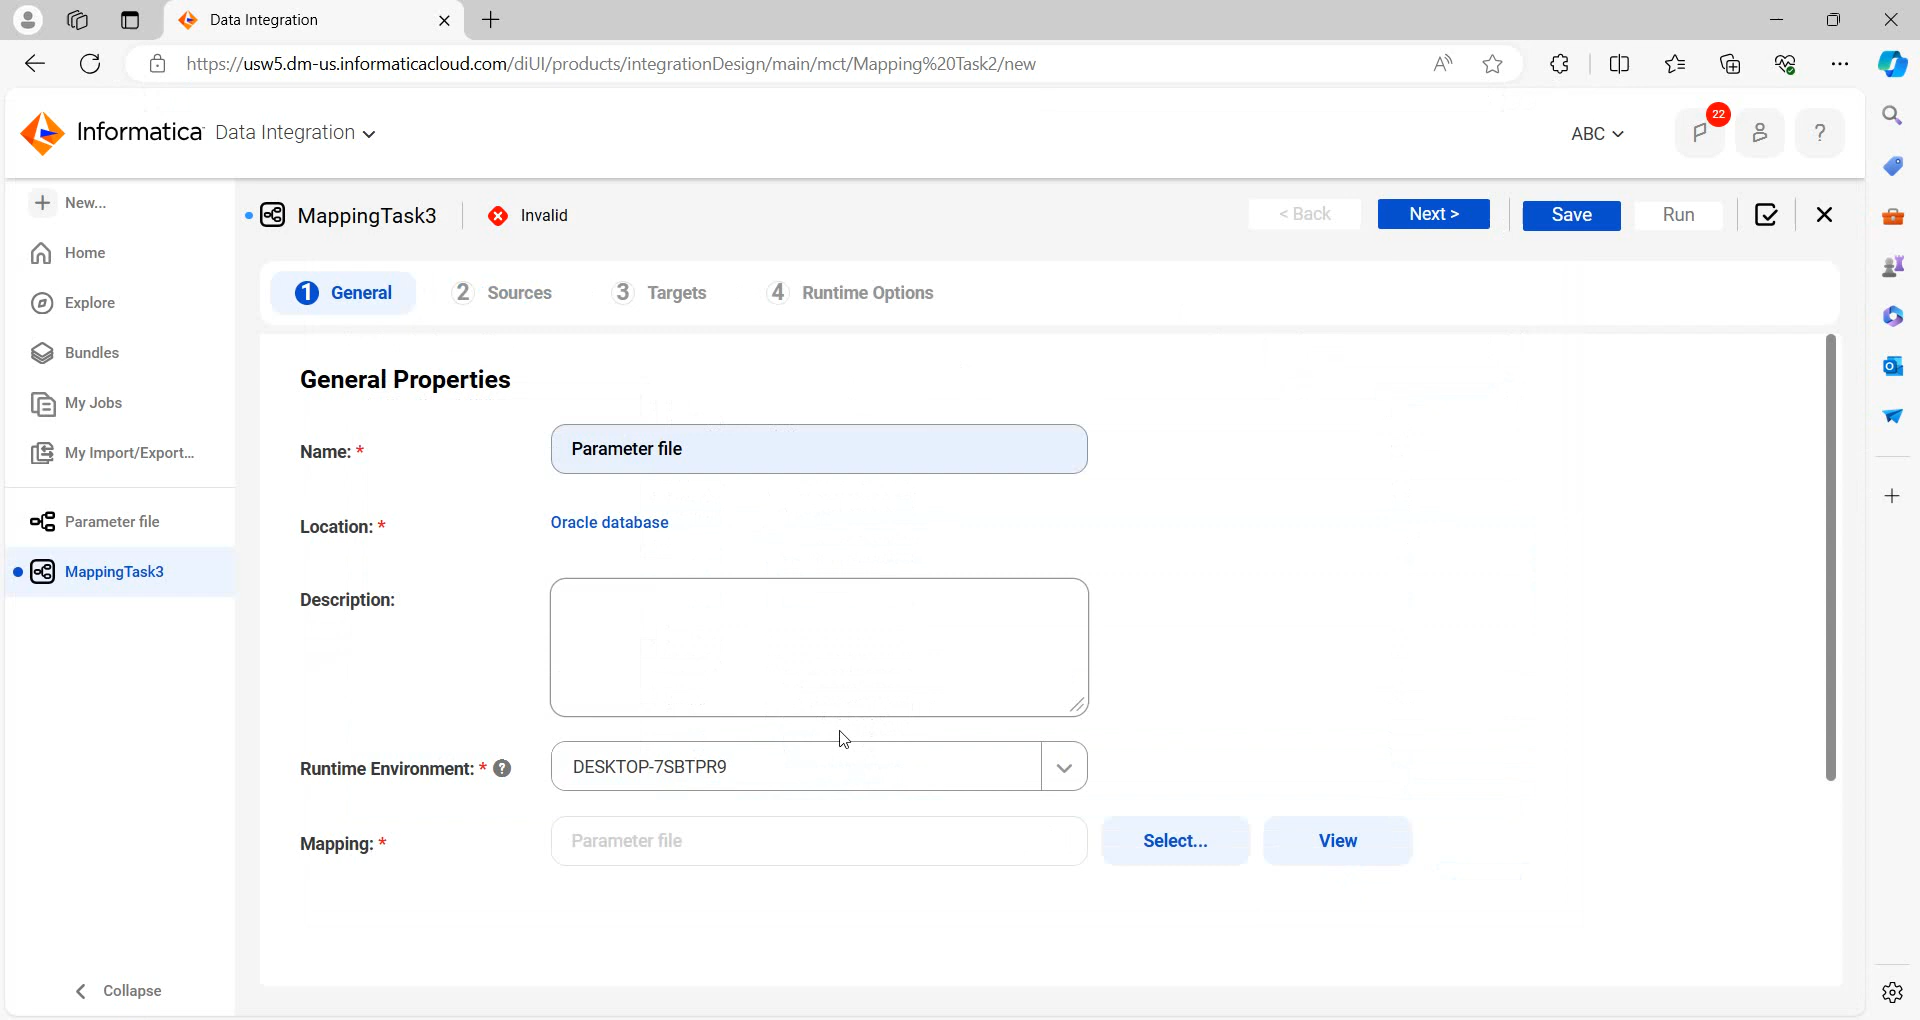 Data Integration
https://usw5.dm-us.informaticacloud.com/diUI/products/integrationDesign/main/mct/Mapping%20Task2/new
Informatica Data Integration
ABC
22
?
New...
Home
Explore
Bundles
My Jobs
My Import/Export...
Parameter file
MappingTask3
Collapse
MappingTask3
Invalid
< Back
Next >
Save
Run
1 General
2 Sources
3 Targets
4 Runtime Options
General Properties
Name: *
Parameter file
Location: *
Oracle database
Description:
Runtime Environment: * ?
DESKTOP-7SBTPR9
Mapping: *
Parameter file
Select...
View